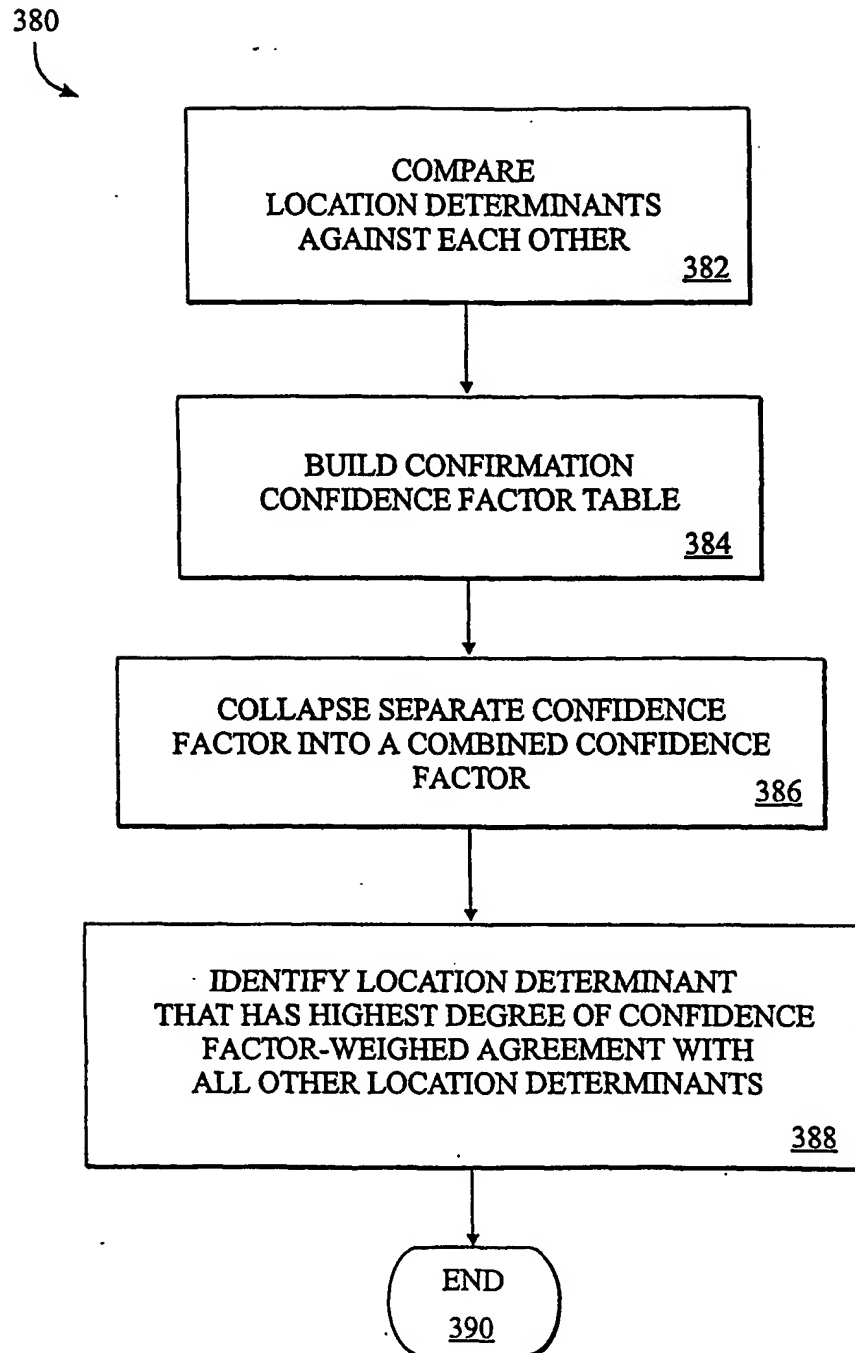 380
COMPARE
LOCATION DETERMINANTS
AGAINST EACH OTHER
382
BUILD CONFIRMATION
CONFIDENCE FACTOR TABLE
384
COLLAPSE SEPARATE CONFIDENCE
FACTOR INTO A COMBINED CONFIDENCE
FACTOR
386
IDENTIFY LOCATION DETERMINANT
THAT HAS HIGHEST DEGREE OF CONFIDENCE
FACTOR-WEIGHED AGREEMENT WITH
ALL OTHER LOCATION DETERMINANTS
388
END
390